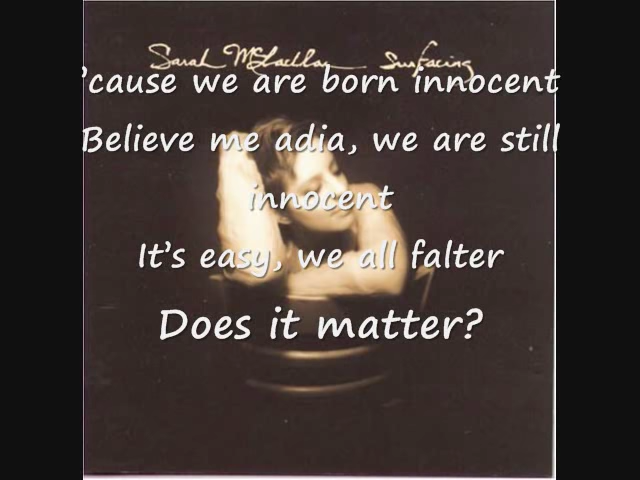 Sarah McLachlan Surfacing
'cause we are born innocent
Believe me adia, we are still
innocent
It's easy, we all falter
Does it matter?